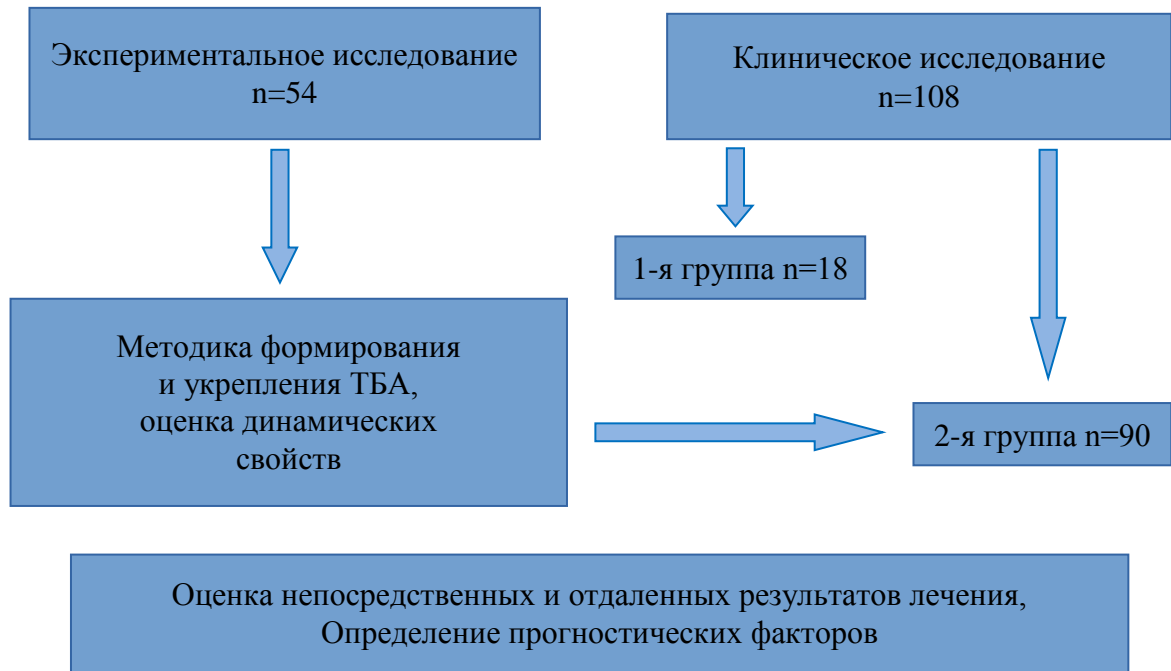 Экспериментальное исследование
n=54
Клиническое исследование
n=108
1-я группа n=18
Методика формирования
и укрепления ТБА,
оценка динамических
свойств
2-я группа n=90
Оценка непосредственных и отдаленных результатов лечения,
Определение прогностических факторов